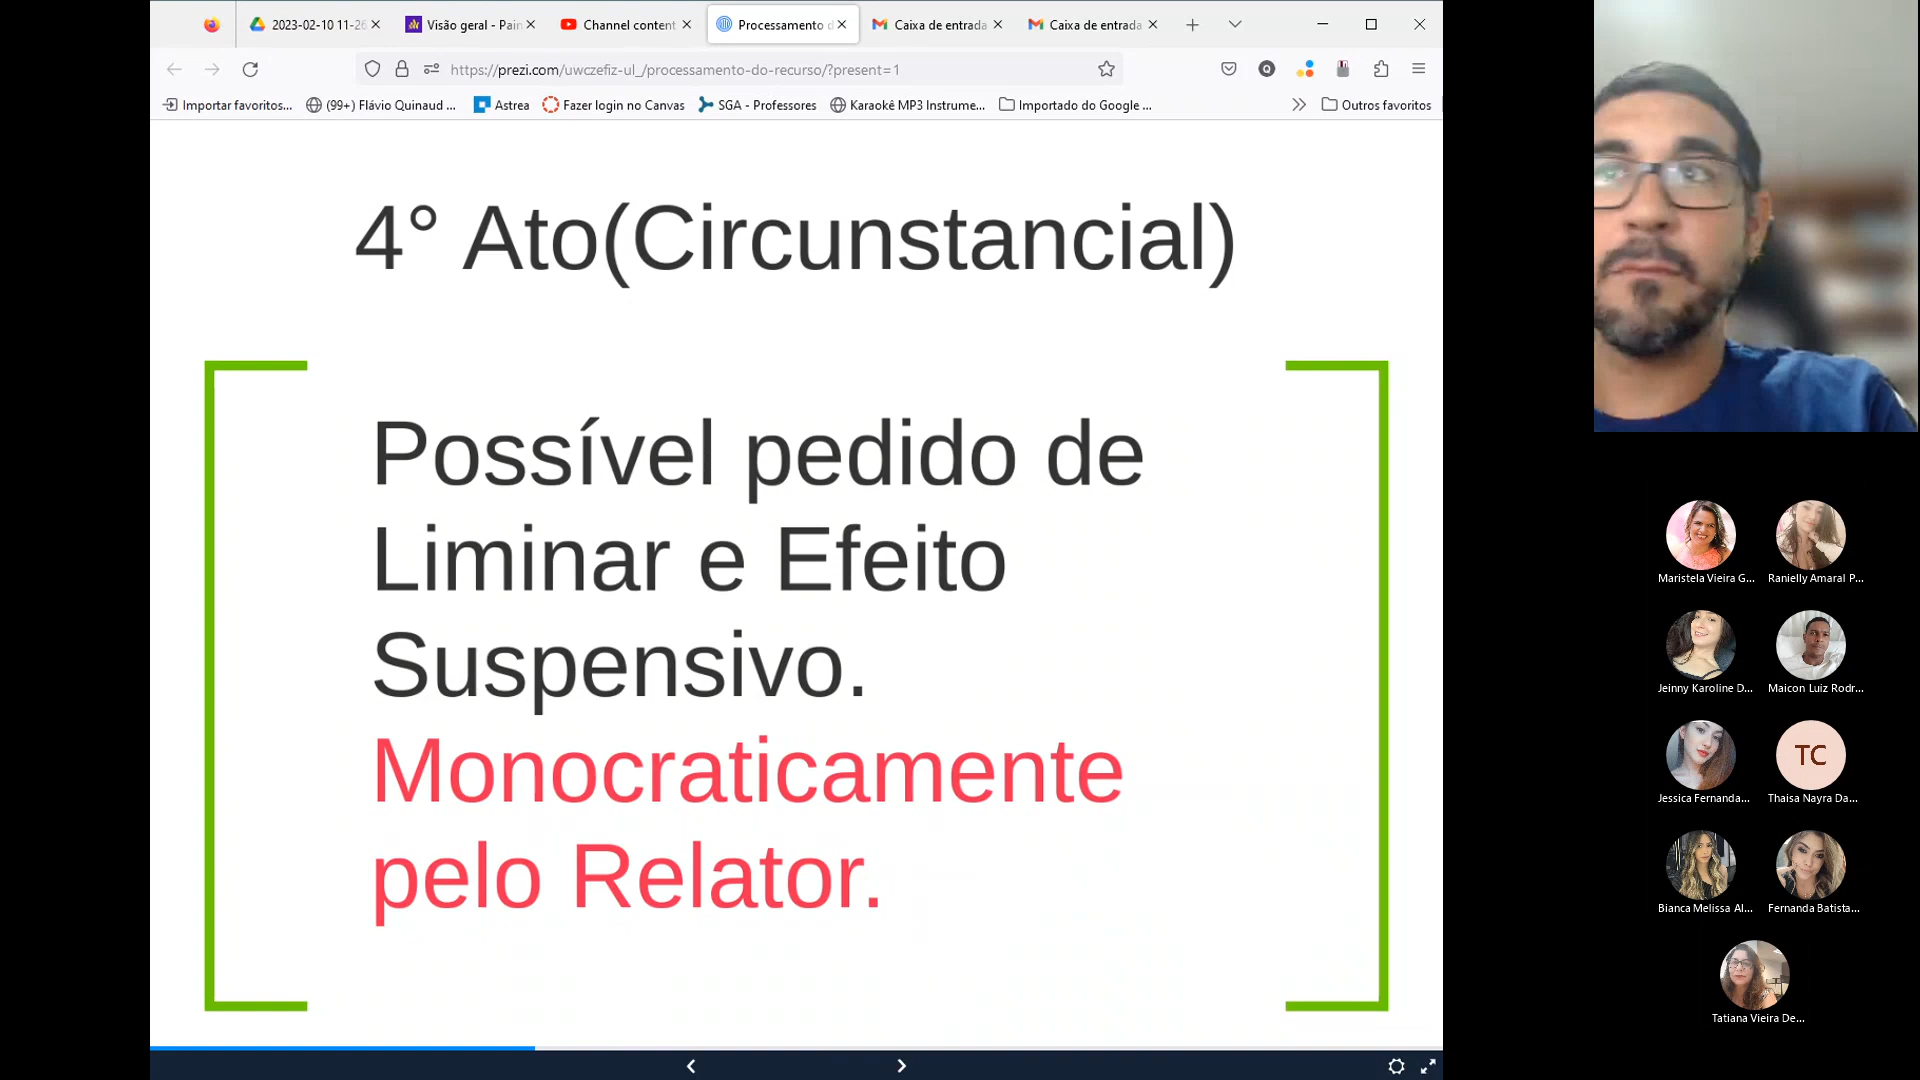 2023-02-10 11-26
Visão geral - Pain
Channel content
Processamento d
Caixa de entrada
Caixa de entrada
https://prezi.com/uwczefiz-ul_/processamento-do-recurso/?present=1
Importar favoritos...
(99+) Flávio Quinaud ...
Astrea
Fazer login no Canvas
SGA - Professores
Karaokê MP3 Instrume...
Importado do Google ...
Outros favoritos
4° Ato(Circunstancial)
Possível pedido de
Liminar e Efeito
Suspensivo.
Monocraticamente
pelo Relator.
Maristela Vieira G...
Ranielly Amaral P...
Jeinny Karoline D...
Maicon Luiz Rodr...
Jessica Fernanda...
TC
Thaisa Nayra Da...
Bianca Melissa Al...
Fernanda Batista...
Tatiana Vieira De...